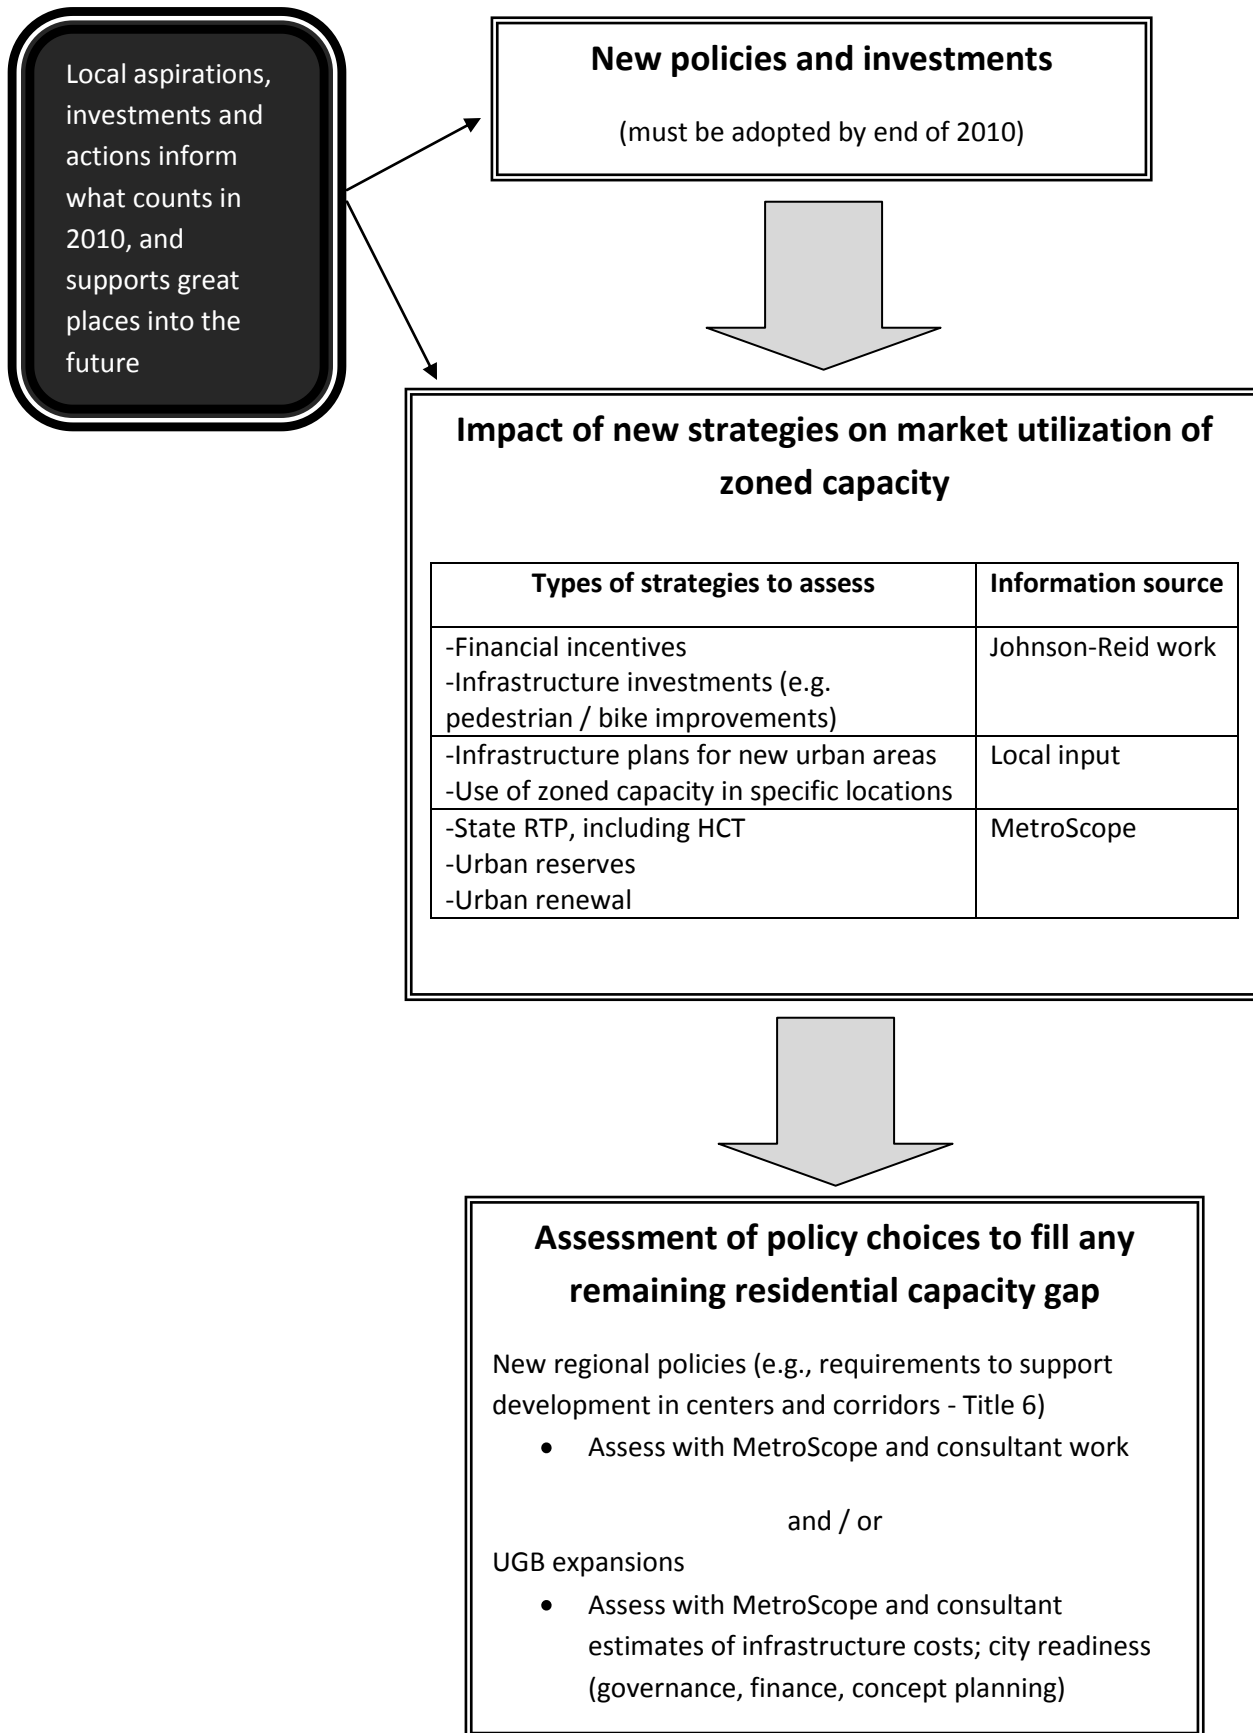 Local aspirations,
investments and
actions inform
what counts in
2010, and
supports great
places into the
future
New policies and investments
(must be adopted by end of 2010)
Impact of new strategies on market utilization of
zoned capacity
Types of strategies to assess
Information source
-Financial incentives
-Infrastructure investments (e.g.
pedestrian / bike improvements)
Johnson-Reid work
-Infrastructure plans for new urban areas
-Use of zoned capacity in specific locations
Local input
-State RTP, including HCT
-Urban reserves
-Urban renewal
MetroScope
Assessment of policy choices to fill any
remaining residential capacity gap
New regional policies (e.g., requirements to support
development in centers and corridors - Title 6)
• Assess with MetroScope and consultant work
and / or
UGB expansions
• Assess with MetroScope and consultant
estimates of infrastructure costs; city readiness
(governance, finance, concept planning)